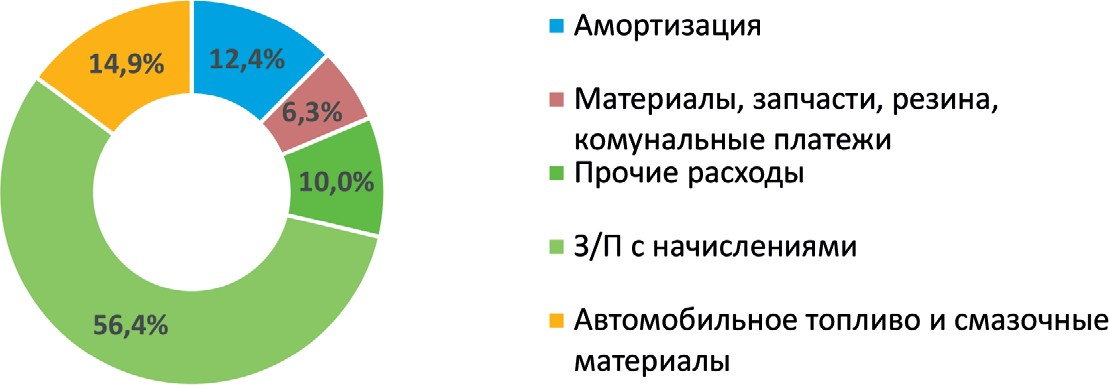 14,9%
12,4%
6,3%
10,0%
56,4%
Амортизация
Материалы, запчасти, резина,
комунальные платежи
Прочие расходы
З/П с начислениями
Автомобильное топливо и смазочные
материалы